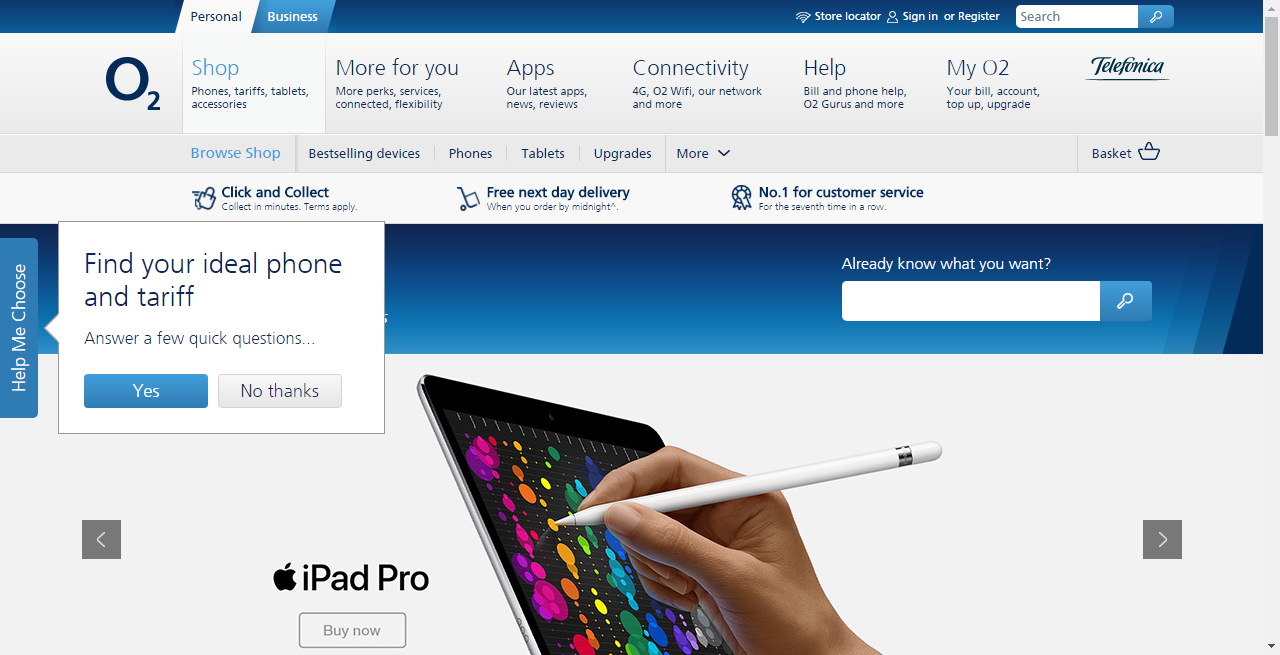 Personal
Business
Store locator
Sign in or Register
Search
O2
Shop
Phones, tariffs, tablets,
accessories
More for you
More perks, services,
connected, flexibility
Apps
Our latest apps,
news, reviews
Connectivity
4G, O2 Wifi, our network
and more
Help
Bill and phone help,
O2 Gurus and more
My O2
Your bill, account,
top up, upgrade
Telefónica
Browse Shop
Bestselling devices
Phones
Tablets
Upgrades
More
Basket
Click and Collect
Collect in minutes. Terms apply.
Free next day delivery
When you order by midnight^.
No.1 for customer service
For the seventh time in a row.
Help Me Choose
Find your ideal phone
and tariff
Answer a few quick questions...
Yes
No thanks
Already know what you want?
iPad Pro
Buy now